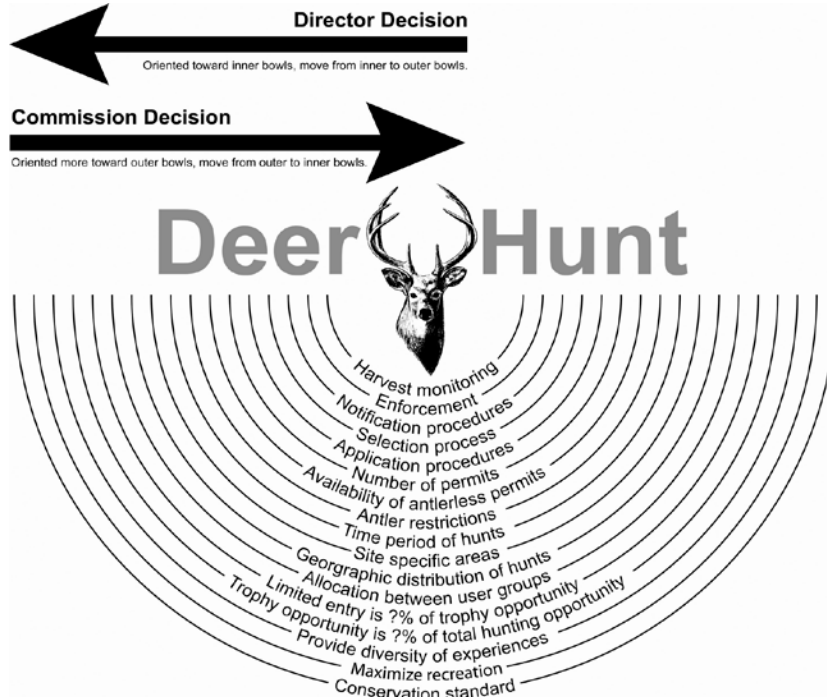 Director Decision
Oriented toward inner bowls, move from inner to outer bowls.
Commission Decision
Oriented more toward outer bowls, move from outer to inner bowls.
Deer Hunt
Harvest monitoring
Enforcement
Notification procedures
Selection process
Application procedures
Number of permits
Availability of antlerless permits
Antler restrictions
Time period of hunts
Site specific areas
Georgraphic distribution of hunts
Allocation between user groups
Limited entry is ?% of trophy opportunity
Trophy opportunity is ?% of total hunting opportunity
Provide diversity of experiences
Maximize recreation
Conservation standard